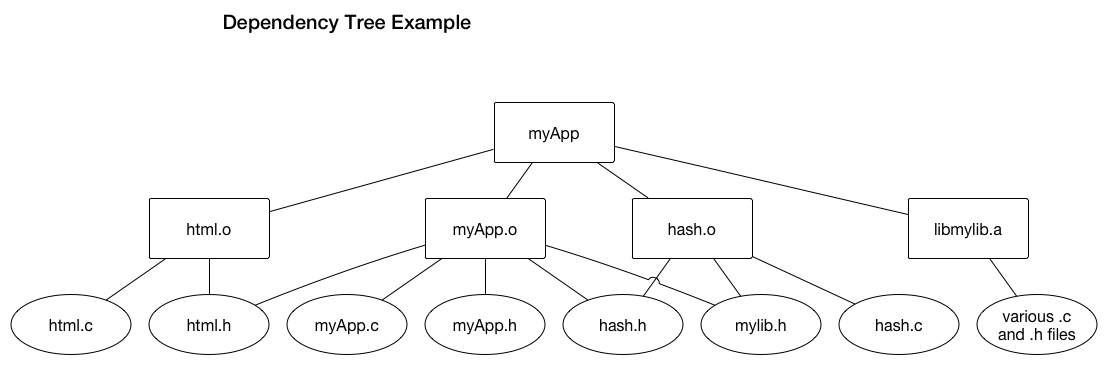 Dependency Tree Example
myApp
html.o
myApp.o
hash.o
libmylib.a
html.c
html.h
myApp.c
myApp.h
hash.h
mylib.h
hash.c
various .c
and .h files